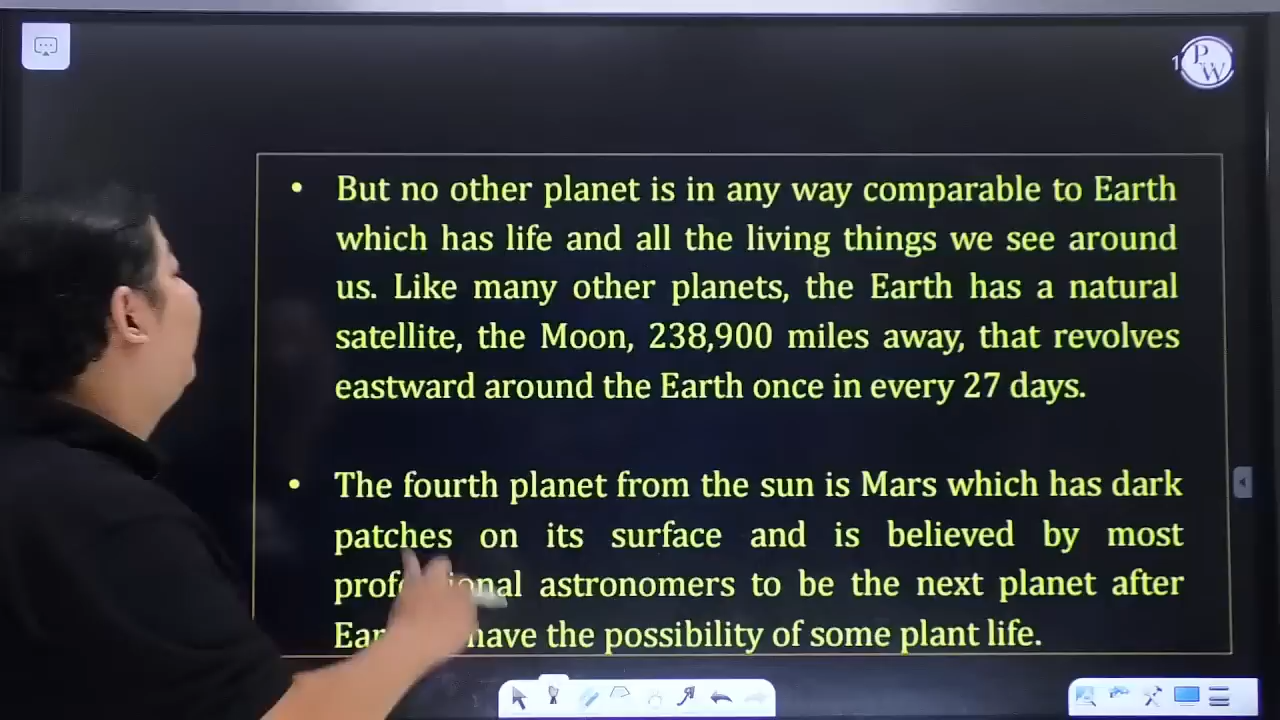 1
P
W
• But no other planet is in any way comparable to Earth
which has life and all the living things we see around
us. Like many other planets, the Earth has a natural
satellite, the Moon, 238,900 miles away, that revolves
eastward around the Earth once in every 27 days.
• The fourth planet from the sun is Mars which has dark
patches on its surface and is believed by most
astronomers to be the next planet after
have the possibility of some plant life.